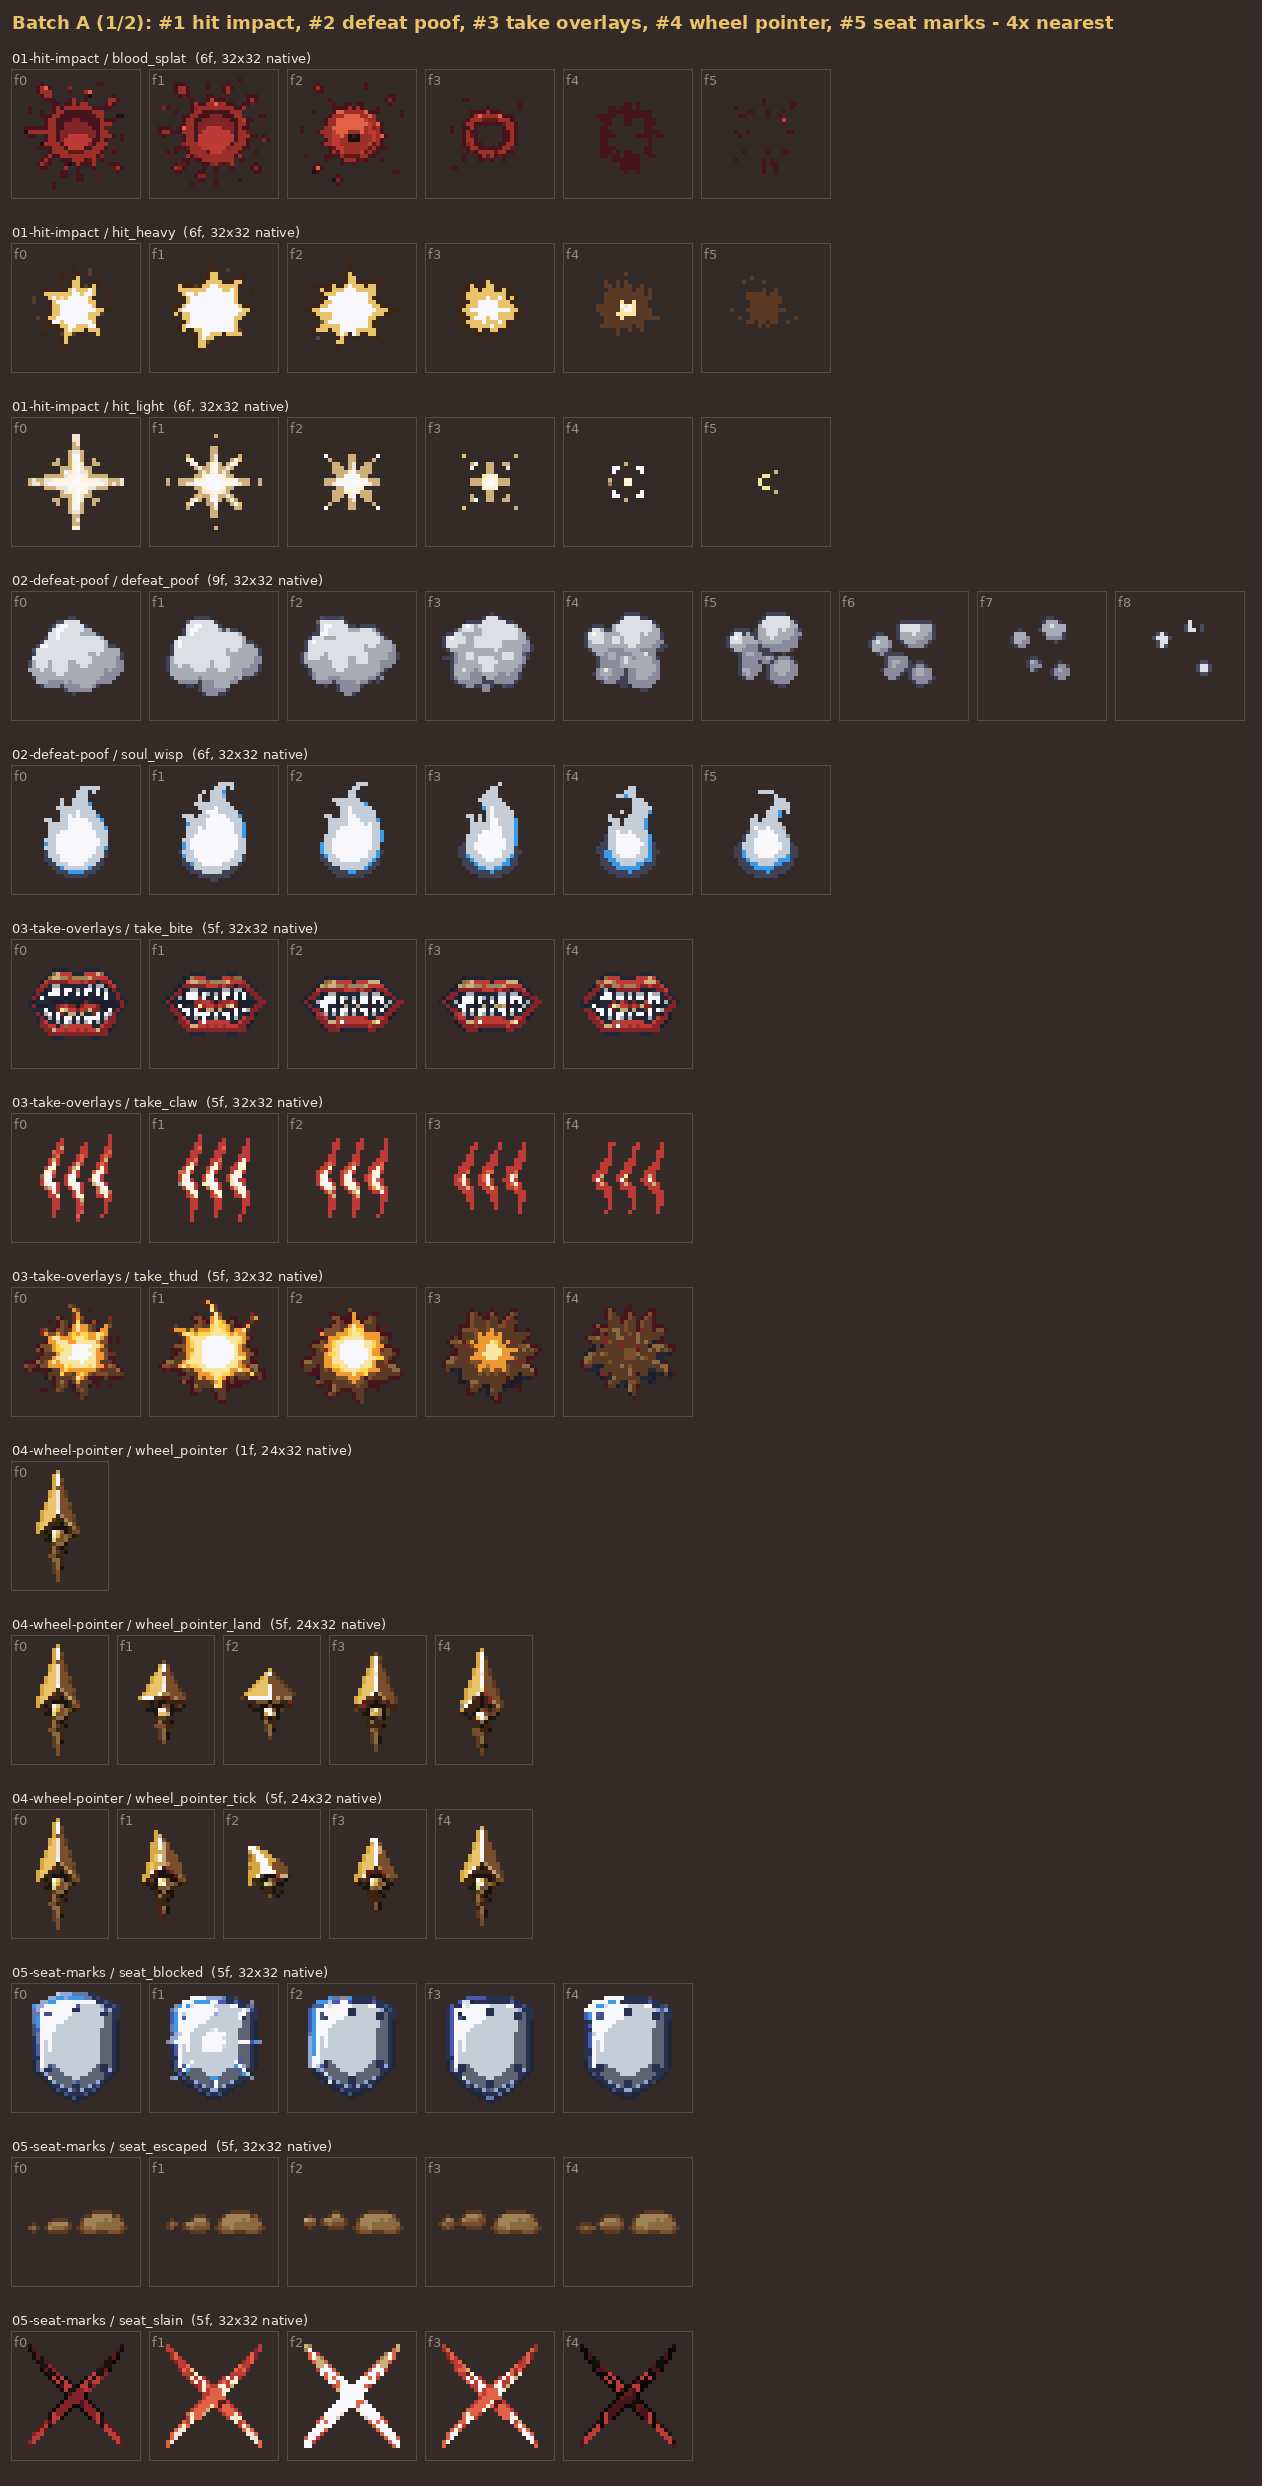 Batch A (1/2): #1 hit impact, #2 defeat poof, #3 take overlays, #4 wheel pointer, #5 seat marks - 4x nearest
01-hit-impact / blood_splat (6f, 32x32 native)
f0 f1 f2 f3 f4 f5
01-hit-impact / hit_heavy (6f, 32x32 native)
f0 f1 f2 f3 f4 f5
01-hit-impact / hit_light (6f, 32x32 native)
f0 f1 f2 f3 f4 f5
02-defeat-poof / defeat_poof (9f, 32x32 native)
f0 f1 f2 f3 f4 f5 f6 f7 f8
02-defeat-poof / soul_wisp (6f, 32x32 native)
f0 f1 f2 f3 f4 f5
03-take-overlays / take_bite (5f, 32x32 native)
f0 f1 f2 f3 f4
03-take-overlays / take_claw (5f, 32x32 native)
f0 f1 f2 f3 f4
03-take-overlays / take_thud (5f, 32x32 native)
f0 f1 f2 f3 f4
04-wheel-pointer / wheel_pointer (1f, 24x32 native)
f0
04-wheel-pointer / wheel_pointer_land (5f, 24x32 native)
f0 f1 f2 f3 f4
04-wheel-pointer / wheel_pointer_tick (5f, 24x32 native)
f0 f1 f2 f3 f4
05-seat-marks / seat_blocked (5f, 32x32 native)
f0 f1 f2 f3 f4
05-seat-marks / seat_escaped (5f, 32x32 native)
f0 f1 f2 f3 f4
05-seat-marks / seat_slain (5f, 32x32 native)
f0 f1 f2 f3 f4